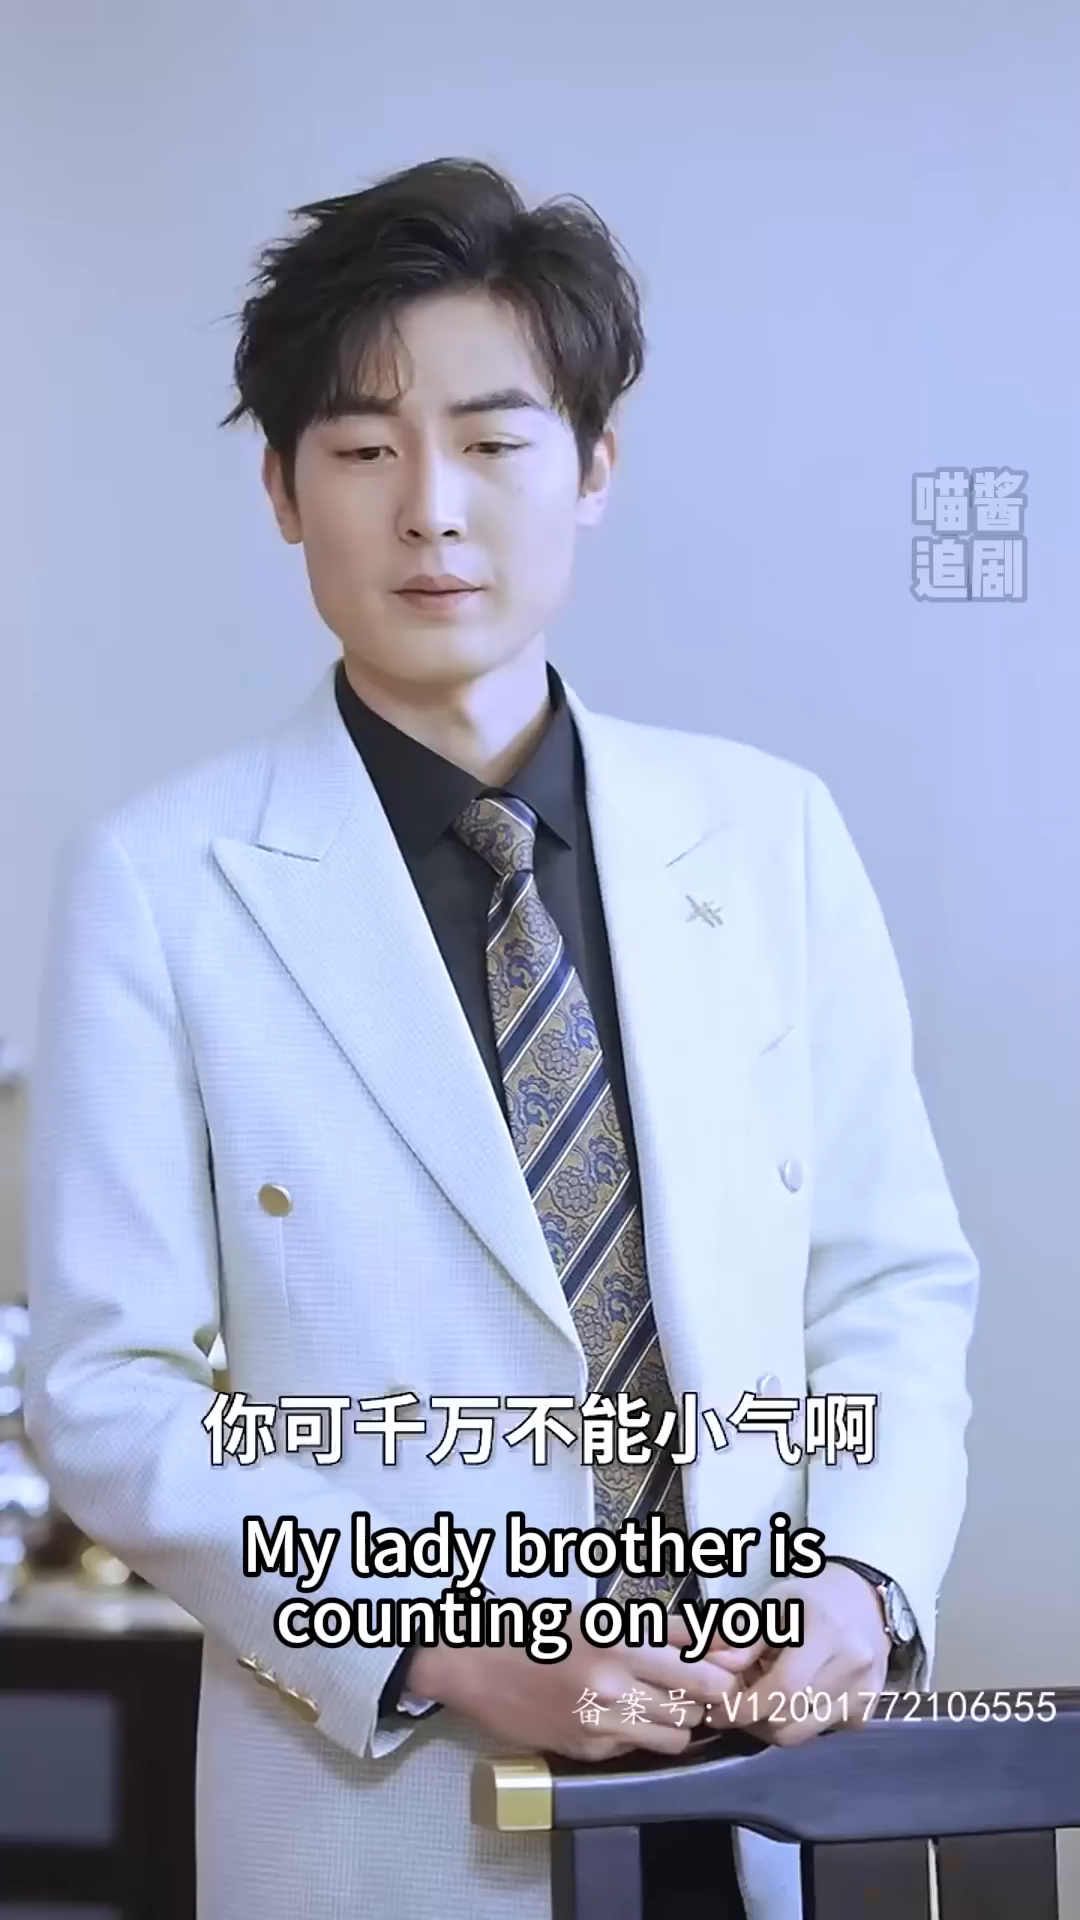 喵酱
追剧
你可千万不能小气啊
My lady brother is
counting on you
备案号:V12001772106555